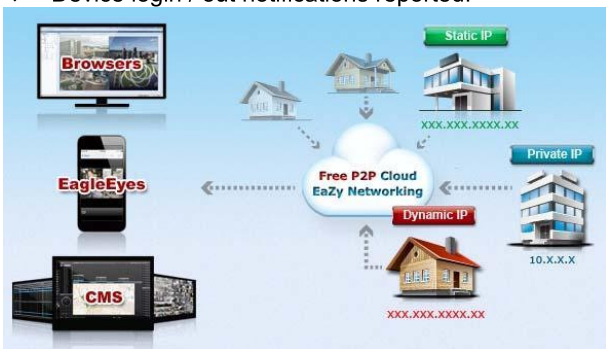 Device login / out notifications reported.
Browsers
Static IP
xxx.xxx.xxxx.xx
Private IP
Free P2P Cloud
EaZy Networking
EagleEyes
Dynamic IP
10.x.x.x
CMS
xxx.xxx.xxxx.xx